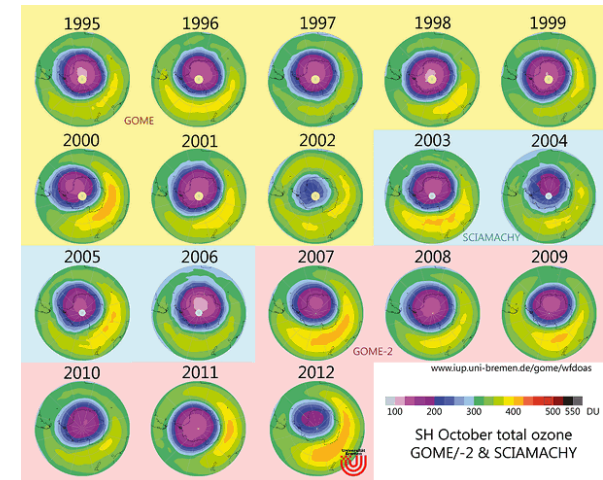 1995 1996 1997 1998 1999
GOME
2000 2001 2002 2003 2004
SCIAMACHY
2005 2006 2007 2008 2009
GOME-2
www.iup.uni-bremen.de/gome/wfdoas
2010 2011 2012
100 200 300 400 500 550 DU
SH October total ozone
GOME/-2 & SCIAMACHY